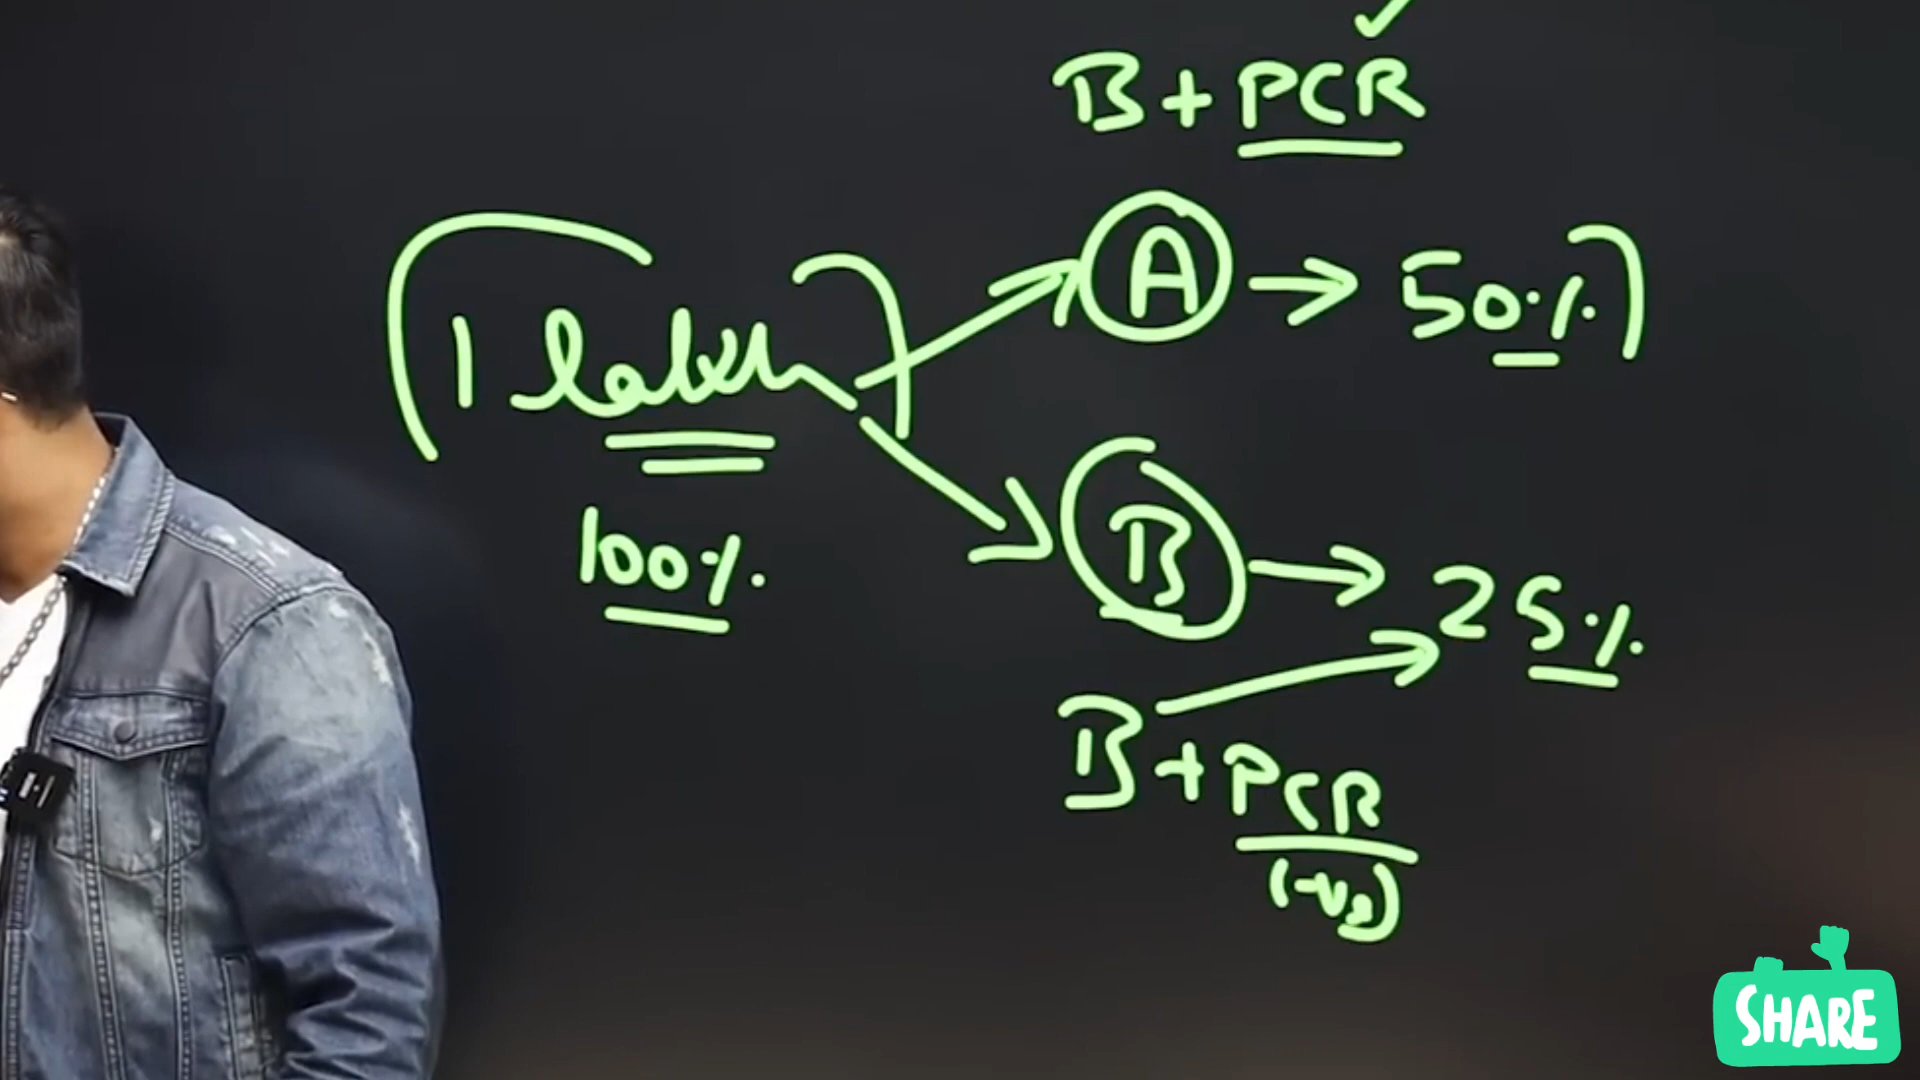 B + PCR
A → 50%
1 lakh
100%
B → 25%
B + PCR
(-ve)
SHARE